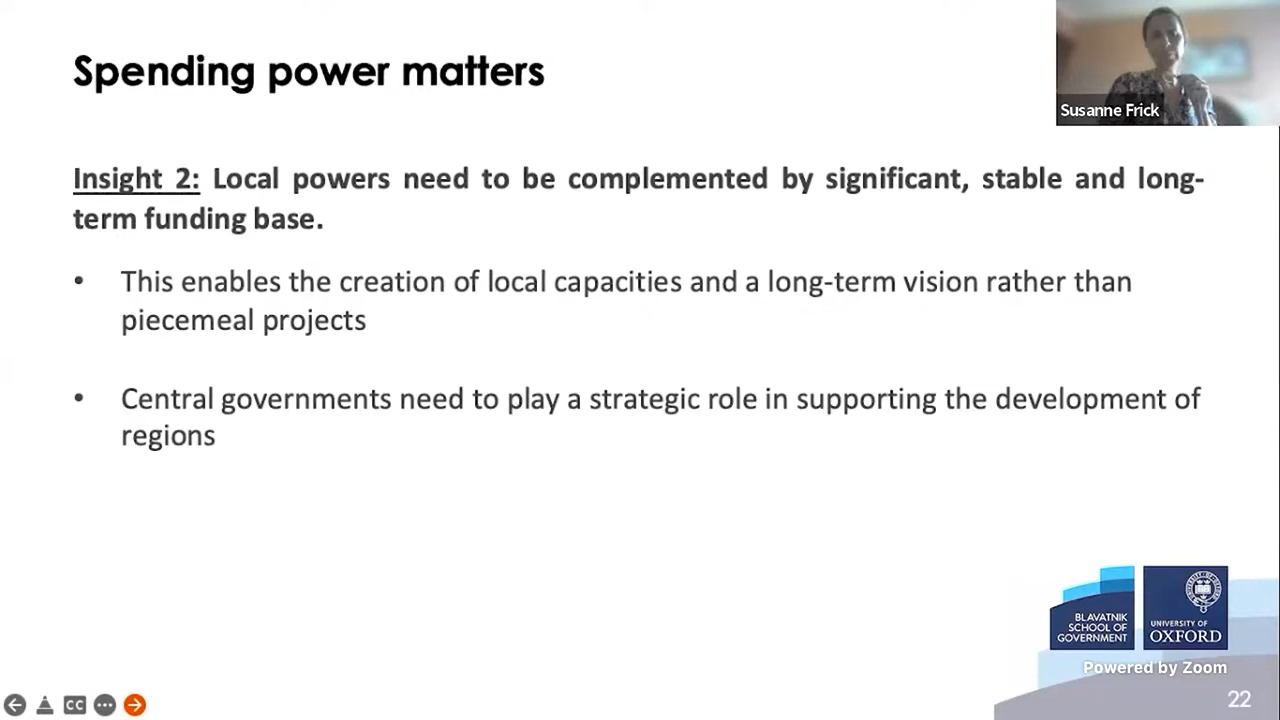 Spending power matters
Susanne Frick
Insight 2: Local powers need to be complemented by significant, stable and long-
term funding base.
• This enables the creation of local capacities and a long-term vision rather than
piecemeal projects
• Central governments need to play a strategic role in supporting the development of
regions
BLAVATNIK
SCHOOL OF
GOVERNMENT
UNIVERSITY OF
OXFORD
Powered by Zoom
CC
22